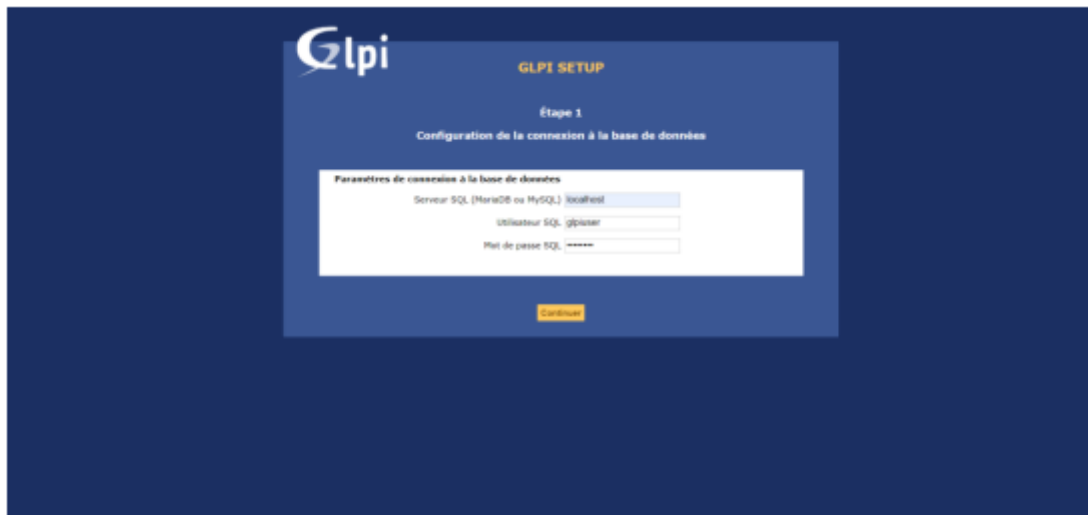 Glpi
GLPI SETUP
Étape 1
Configuration de la connexion à la base de données
Paramètres de connexion à la base de données
Serveur SQL (MariaDB ou MySQL) localhost
Utilisateur SQL glpiuser
Mot de passe SQL
Continuer